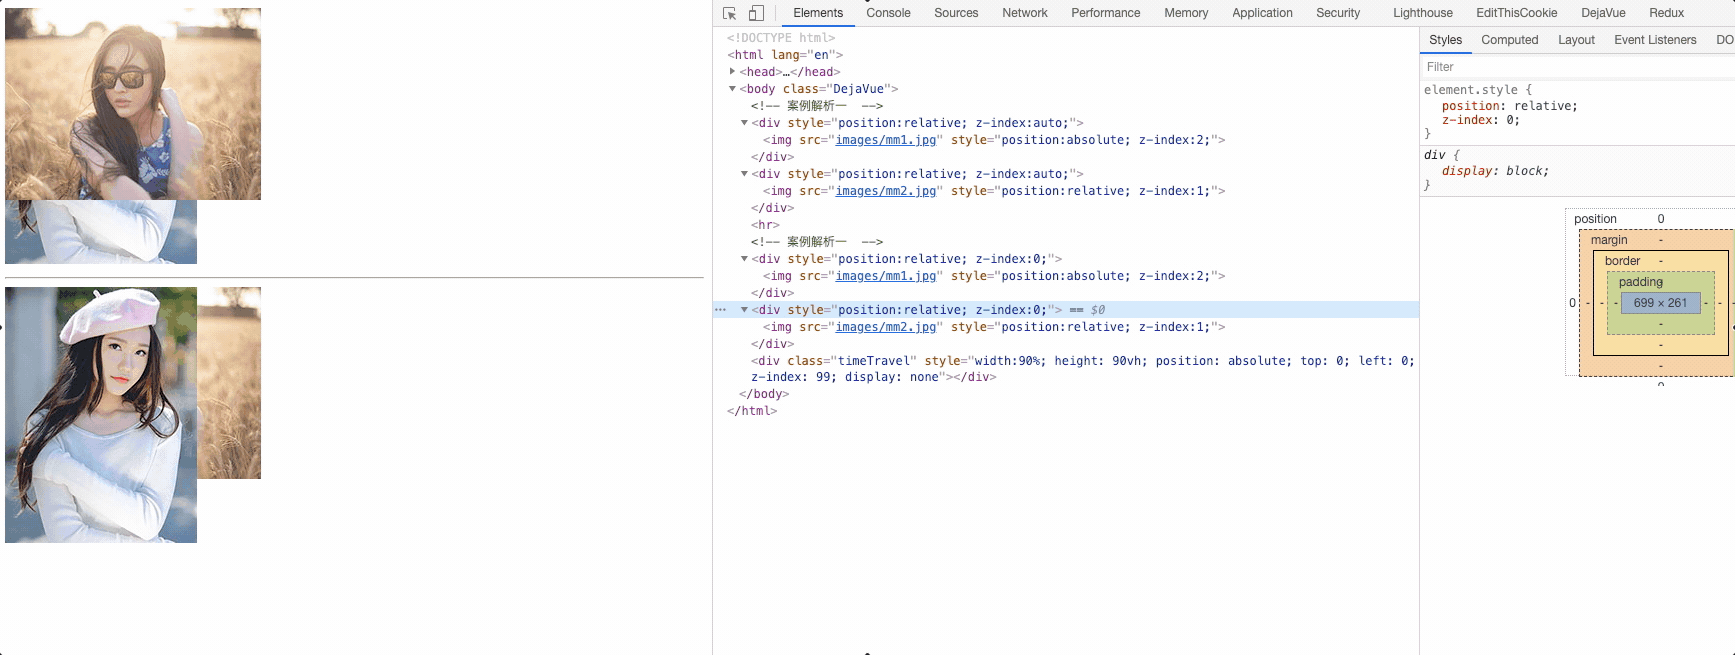 Elements Console Sources Network Performance Memory Application Security Lighthouse EditThisCookie DejaVue Redux
<!DOCTYPE html>
<html lang="en">
<head>…</head>
<body class="DejaVue">
<!-- 案例解析一  -->
<div style="position:relative; z-index:auto;">
<img src="images/mm1.jpg" style="position:absolute; z-index:2;">
</div>
<div style="position:relative; z-index:auto;">
<img src="images/mm2.jpg" style="position:relative; z-index:1;">
</div>
<hr>
<!-- 案例解析一  -->
<div style="position:relative; z-index:0;">
<img src="images/mm1.jpg" style="position:absolute; z-index:2;">
</div>
<div style="position:relative; z-index:0;"> == $0
<img src="images/mm2.jpg" style="position:relative; z-index:1;">
</div>
<div class="timeTravel" style="width:90%; height: 90vh; position: absolute; top: 0; left: 0;
z-index: 99; display: none"></div>
</body>
</html>
Styles Computed Layout Event Listeners DO
Filter
element.style {
position: relative;
z-index: 0;
}
div {
display: block;
}
position 0
margin -
border -
padding -
0 - - - 699 × 261 - - -
-
-
-